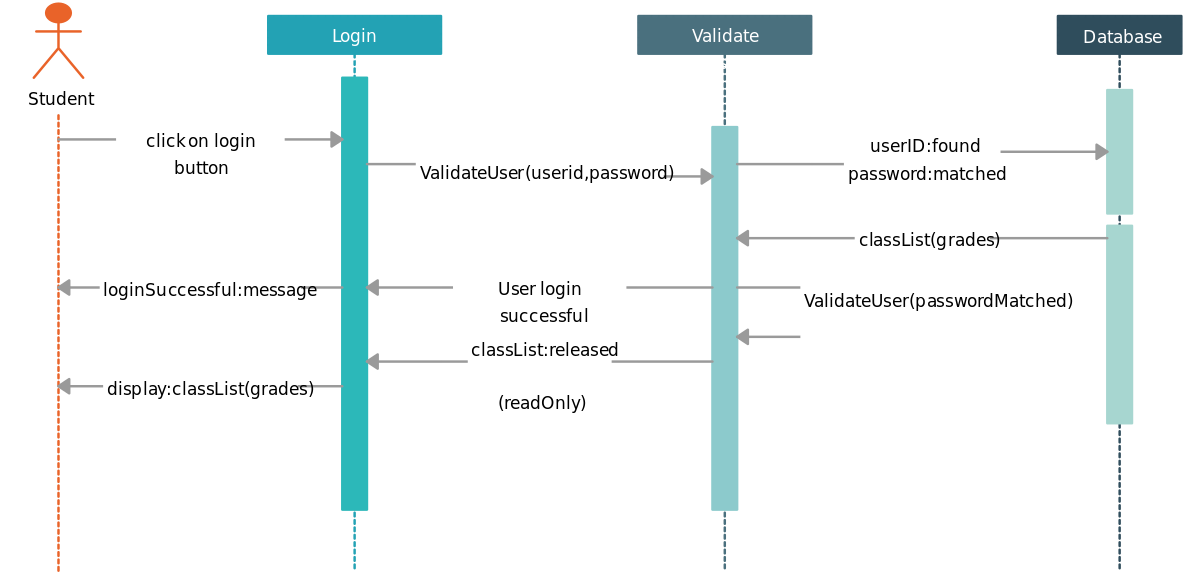 Login
Validate
Database
Student
click on login
button
ValidateUser(userid,password)
userID:found
password:matched
classList(grades)
loginSuccessful:message
User login
successful
ValidateUser(passwordMatched)
classList:released
display:classList(grades)
(readOnly)